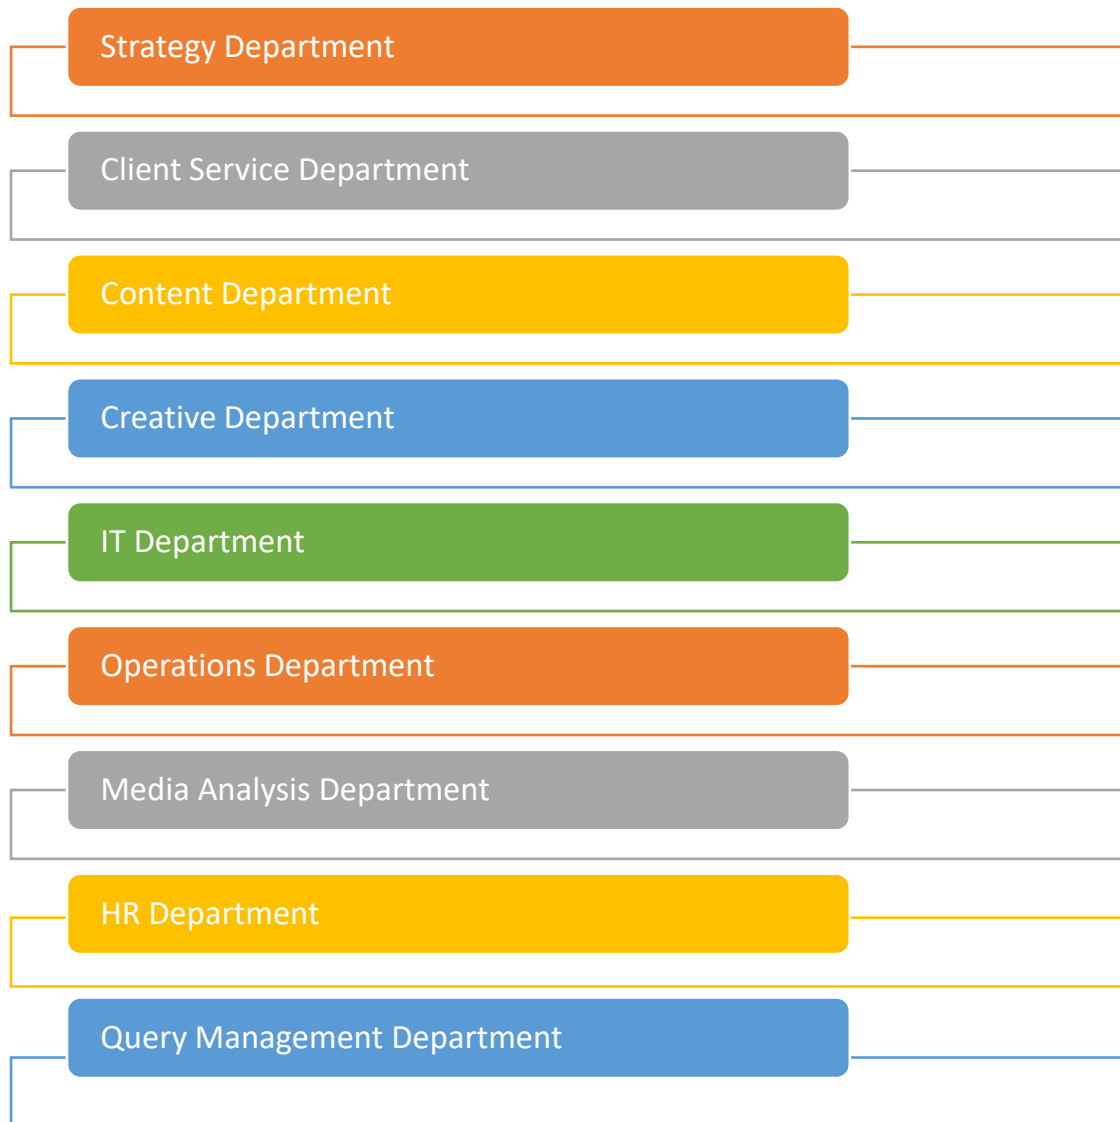 Strategy Department
Client Service Department
Content Department
Creative Department
IT Department
Operations Department
Media Analysis Department
HR Department
Query Management Department